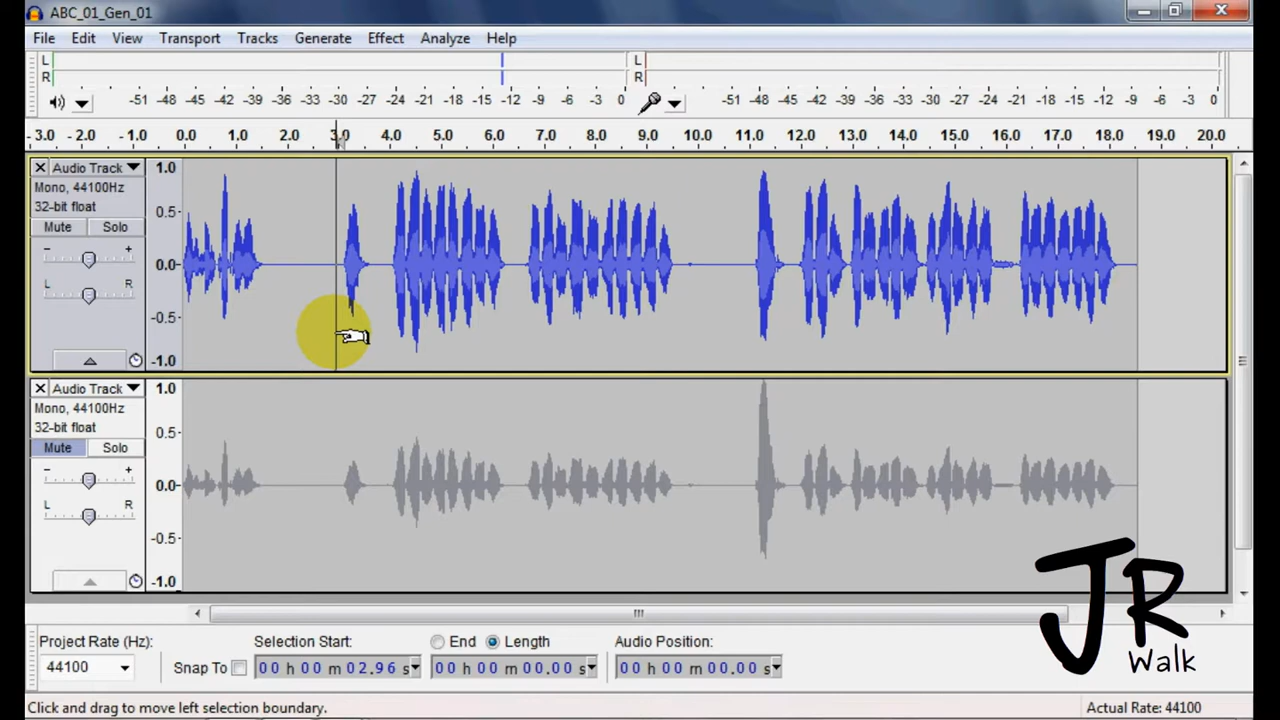 ABC_01_Gen_01
File Edit View Transport Tracks Generate Effect Analyze Help
L L
R R
-51 -48 -45 -42 -39 -36 -33 -30 -27 -24 -21 -18 -15 -12 -9 -6 -3 0 -51 -48 -45 -42 -39 -36 -33 -30 -27 -24 -21 -18 -15 -12 -9 -6 -3 0
- 3.0 -2.0 -1.0 0.0 1.0 2.0 3.0 4.0 5.0 6.0 7.0 8.0 9.0 10.0 11.0 12.0 13.0 14.0 15.0 16.0 17.0 18.0 19.0 20.0
Audio Track 1.0
Mono, 44100Hz
32-bit float 0.5-
Mute Solo
- +
0.0-
L R
-0.5-
-1.0
Audio Track 1.0
Mono, 44100Hz
32-bit float 0.5-
Mute Solo
- +
0.0-
L R
-0.5-
-1.0
JR
Walk
Project Rate (Hz): Selection Start: End Length Audio Position:
44100 Snap To 00 h 00 m 02.96 s 00 h 00 m 00.00 s 00 h 00 m 00.00 s
Click and drag to move left selection boundary. Actual Rate: 44100